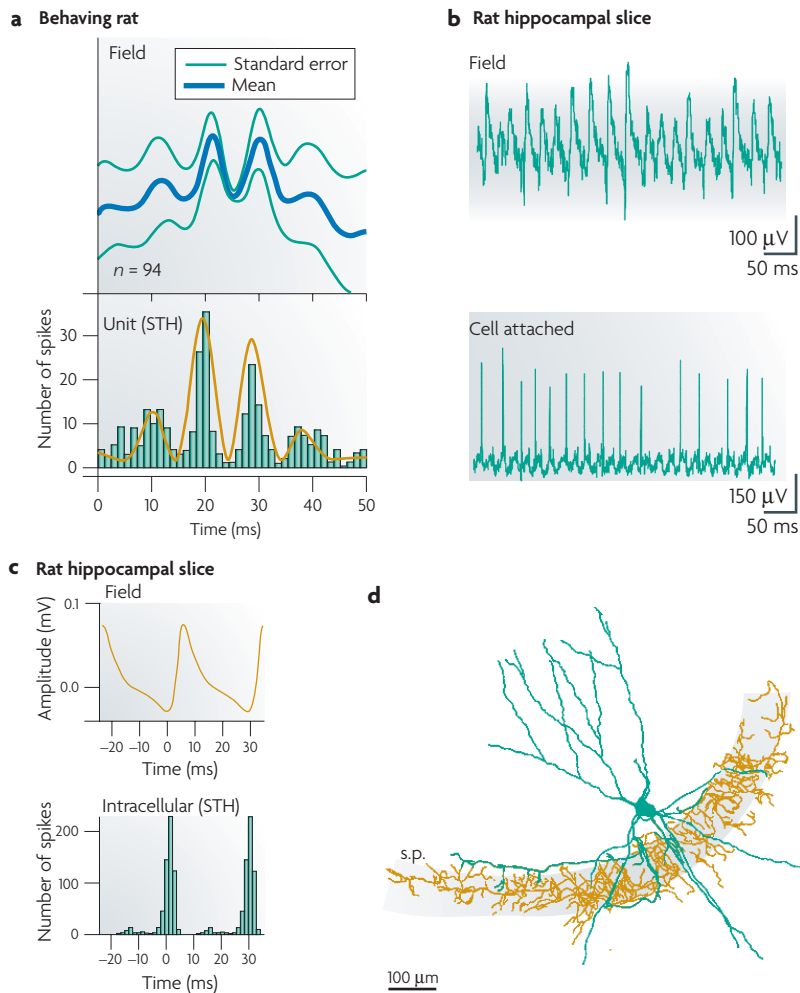 a Behaving rat
Field
Standard error
Mean
n = 94
Unit (STH)
Number of spikes
30
20
10
0
0 10 20 30 40 50
Time (ms)
b Rat hippocampal slice
Field
100 µV
50 ms
Cell attached
150 µV
50 ms
c Rat hippocampal slice
Field
Amplitude (mV)
0.1
0.0
–20 –10 0 10 20 30
Time (ms)
Intracellular (STH)
Number of spikes
200
100
0
–20 –10 0 10 20 30
Time (ms)
d
s.p.
100 µm